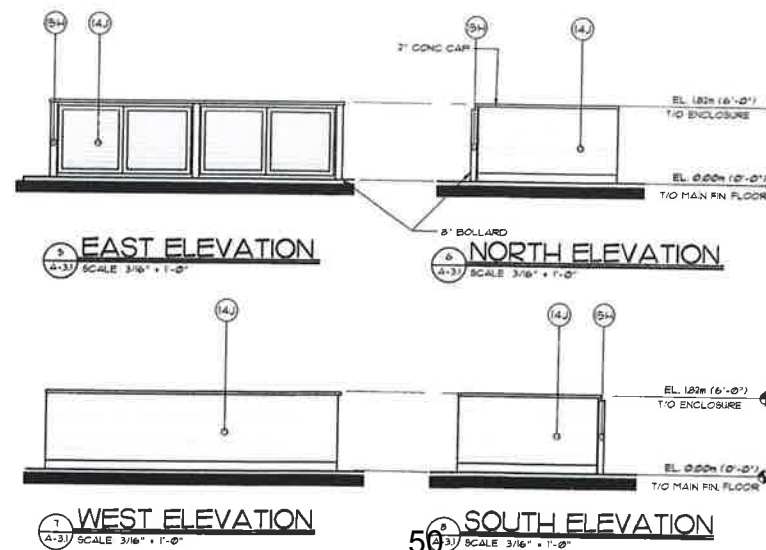 15H 14J 15H 14J
2" CONC CAP
EL. 1.82m (6'-0")
T/O ENCLOSURE
EL. 0.00m (0'-0")
T/O MAIN FIN FLOOR
8" BOLLARD
5 EAST ELEVATION
A-3.1 SCALE 3/16" = 1'-0"
6 NORTH ELEVATION
A-3.1 SCALE 3/16" = 1'-0"
14J 14J 15H
EL. 1.82m (6'-0")
T/O ENCLOSURE
EL. 0.00m (0'-0")
T/O MAIN FIN. FLOOR
7 WEST ELEVATION
A-3.1 SCALE 3/16" = 1'-0"
8 SOUTH ELEVATION
A-3.1 SCALE 3/16" = 1'-0"
50